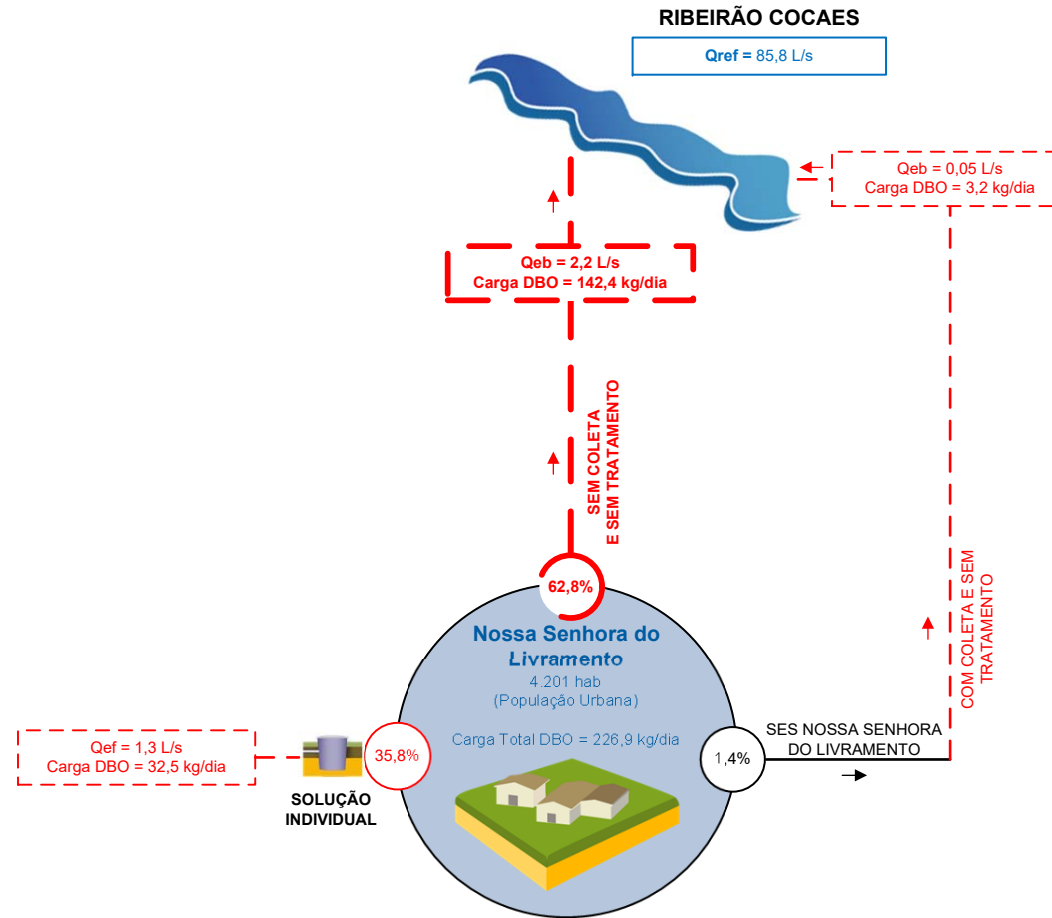 RIBEIRÃO COCAES
Qref = 85,8 L/s
Qeb = 0,05 L/s
Carga DBO = 3,2 kg/dia
Qeb = 2,2 L/s
Carga DBO = 142,4 kg/dia
SEM COLETA
E SEM TRATAMENTO
COM COLETA E SEM
TRATAMENTO
62,8%
Nossa Senhora do
Livramento
4.201 hab
(População Urbana)
Carga Total DBO = 226,9 kg/dia
35,8%
1,4%
SES NOSSA SENHORA
DO LIVRAMENTO
Qef = 1,3 L/s
Carga DBO = 32,5 kg/dia
SOLUÇÃO
INDIVIDUAL